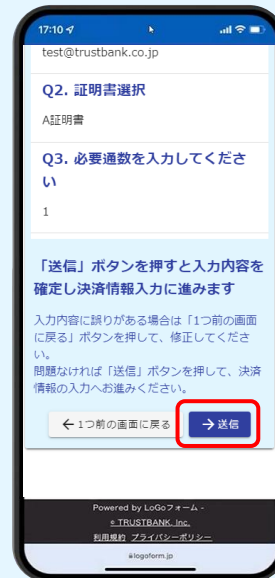 17:10
test@trustbank.co.jp
Q2. 証明書選択
A証明書
Q3. 必要通数を入力してくださ
い
1
「送信」ボタンを押すと入力内容を
確定し決済情報入力に進みます
入力内容に誤りがある場合は「1つ前の画面
に戻る」ボタンを押して、修正してくださ
い。
問題なければ「送信」ボタンを押して、決済
情報の入力へお進みください。
← 1つ前の画面に戻る → 送信
Powered by LoGoフォーム -
© TRUSTBANK, Inc.
利用規約 プライバシーポリシー
logoform.jp